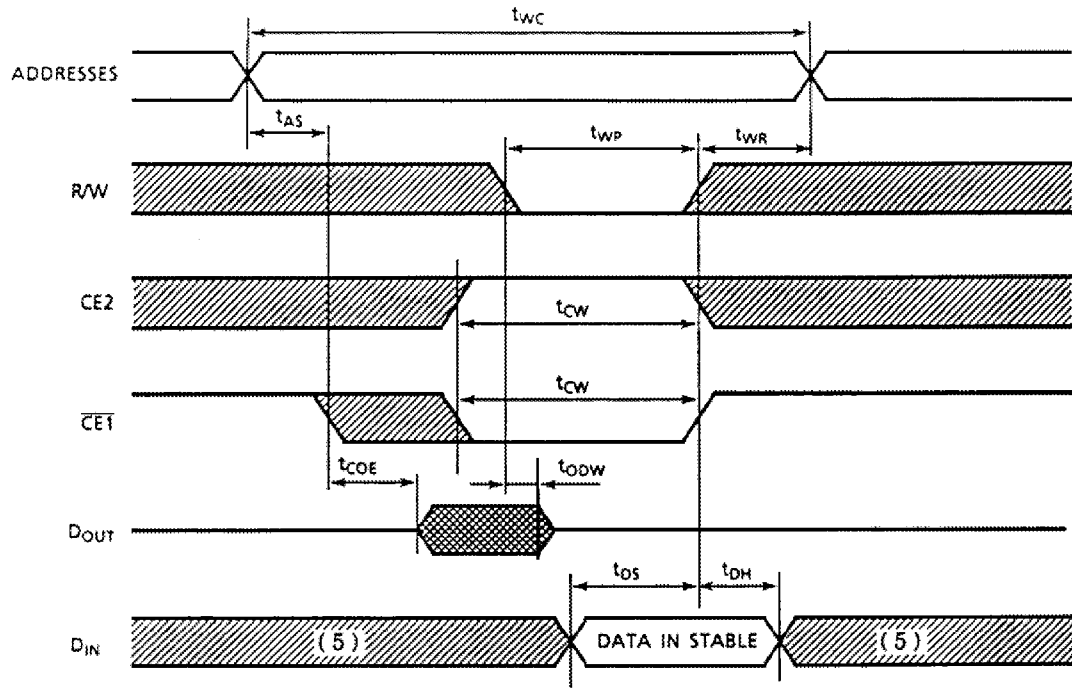 tWC
ADDRESSES
tAS
tWP
tWR
R/W
CE2
tCW
tCW
CE1
tCOE
tODW
DOUT
tDS
tDH
DIN
(5)
DATA IN STABLE
(5)